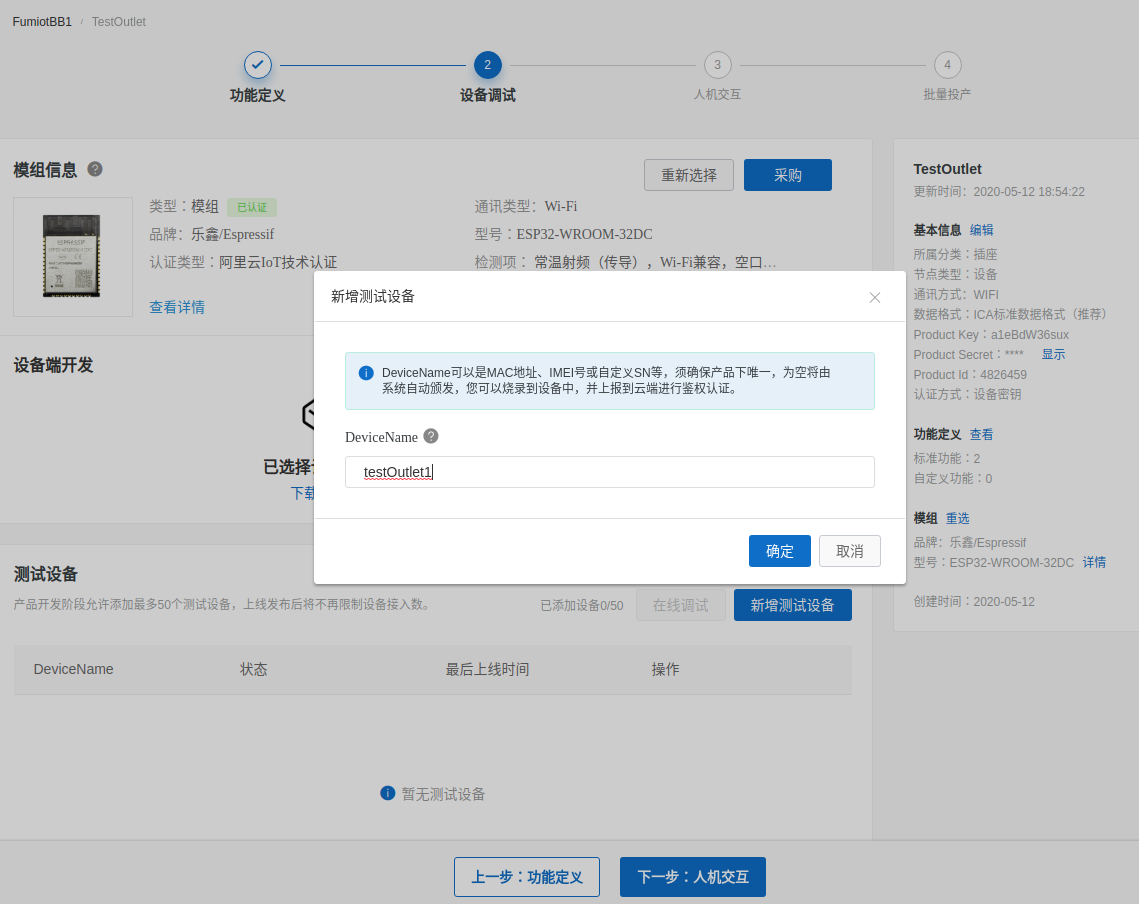 FumiotBB1 / TestOutlet
2 3 4
功能定义 设备调试 人机交互 批量投产
模组信息 ? 重新选择 采购
类型：模组 已认证 通讯类型：Wi-Fi
品牌：乐鑫/Espressif 型号：ESP32-WROOM-32DC
认证类型：阿里云IoT技术认证 检测项： 常温射频（传导），Wi-Fi兼容，空口…
查看详情
ESPRESSIF
设备端开发
已选择
下载
新增测试设备
DeviceName可以是MAC地址、IMEI号或自定义SN等，须确保产品下唯一，为空将由
系统自动颁发，您可以烧录到设备中，并上报到云端进行鉴权认证。
DeviceName ?
testOutlet1
确定 取消
测试设备
产品开发阶段允许添加最多50个测试设备，上线发布后将不再限制设备接入数。 已添加设备0/50 在线调试 新增测试设备
DeviceName 状态 最后上线时间 操作
暂无测试设备
TestOutlet
更新时间：2020-05-12 18:54:22
基本信息 编辑
所属分类：插座
节点类型：设备
通讯方式：WIFI
数据格式：ICA标准数据格式（推荐）
Product Key：a1eBdW36sux
Product Secret：**** 显示
Product Id：4826459
认证方式：设备密钥
功能定义 查看
标准功能：2
自定义功能：0
模组 重选
品牌：乐鑫/Espressif
型号：ESP32-WROOM-32DC 详情
创建时间：2020-05-12
上一步：功能定义 下一步：人机交互